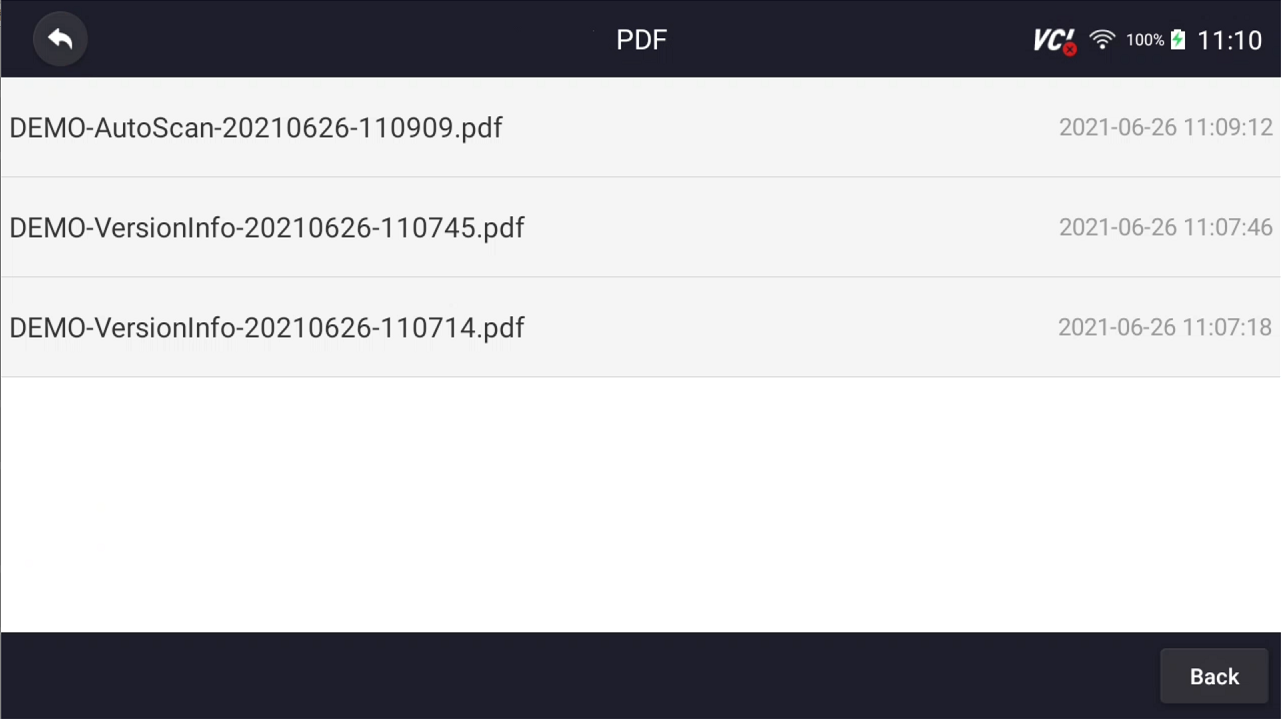 PDF
VCI
100%
11:10
DEMO-AutoScan-20210626-110909.pdf
2021-06-26 11:09:12
DEMO-VersionInfo-20210626-110745.pdf
2021-06-26 11:07:46
DEMO-VersionInfo-20210626-110714.pdf
2021-06-26 11:07:18
Back